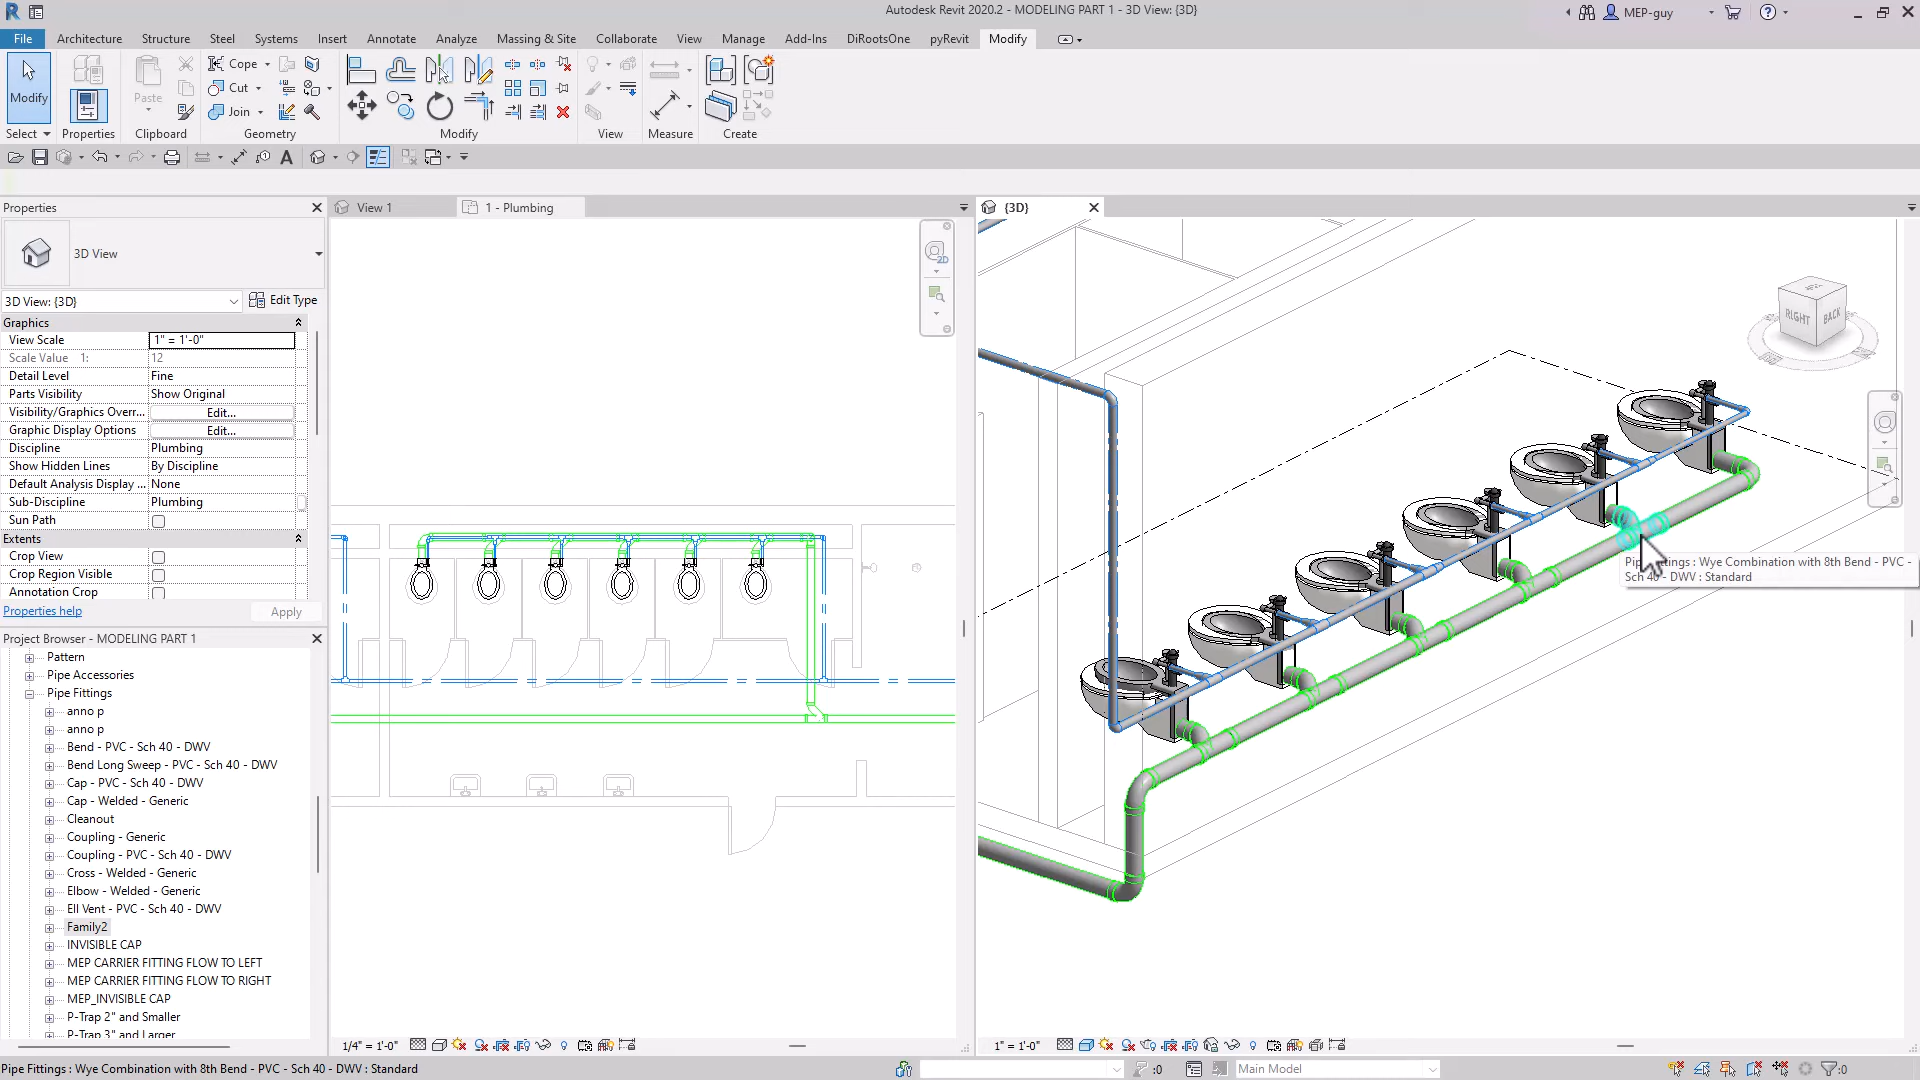 Autodesk Revit 2020.2 - MODELING PART 1 - 3D View: {3D}
MEP-guy
File
Architecture
Structure
Steel
Systems
Insert
Annotate
Analyze
Massing & Site
Collaborate
View
Manage
Add-Ins
DiRootsOne
pyRevit
Modify
Modify
Paste
Cope
Cut
Join
Select
Properties
Clipboard
Geometry
Modify
View
Measure
Create
Properties
3D View
3D View: {3D}
Edit Type
Graphics
View Scale
1" = 1'-0"
Scale Value 1:
12
Detail Level
Fine
Parts Visibility
Show Original
Visibility/Graphics Overr...
Edit...
Graphic Display Options
Edit...
Discipline
Plumbing
Show Hidden Lines
By Discipline
Default Analysis Display ...
None
Sub-Discipline
Plumbing
Sun Path
Extents
Crop View
Crop Region Visible
Annotation Crop
Properties help
Apply
Project Browser - MODELING PART 1
Pattern
Pipe Accessories
Pipe Fittings
anno p
anno p
Bend - PVC - Sch 40 - DWV
Bend Long Sweep - PVC - Sch 40 - DWV
Cap - PVC - Sch 40 - DWV
Cap - Welded - Generic
Cleanout
Coupling - Generic
Coupling - PVC - Sch 40 - DWV
Cross - Welded - Generic
Elbow - Welded - Generic
Ell Vent - PVC - Sch 40 - DWV
Family2
INVISIBLE CAP
MEP CARRIER FITTING FLOW TO LEFT
MEP CARRIER FITTING FLOW TO RIGHT
MEP_INVISIBLE CAP
P-Trap 2" and Smaller
P-Trap 3" and Larger
View 1
1 - Plumbing
2D
1/4" = 1'-0"
{3D}
RIGHT
BACK
Pipe Fittings : Wye Combination with 8th Bend - PVC -
Sch 40 - DWV : Standard
1" = 1'-0"
Pipe Fittings : Wye Combination with 8th Bend - PVC - Sch 40 - DWV : Standard
:0
Main Model
:0